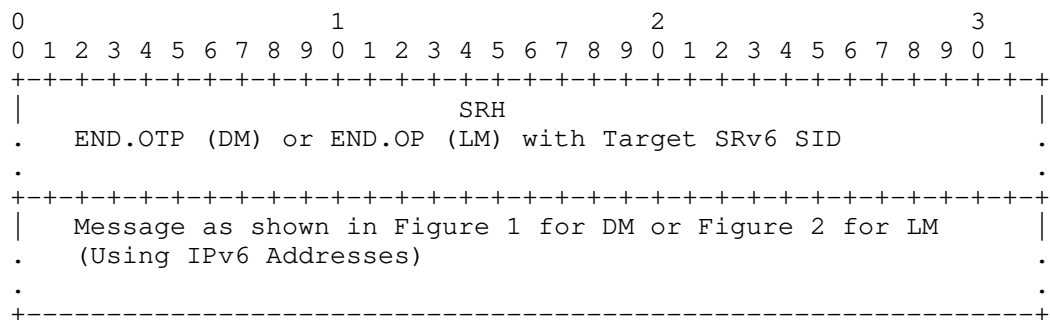 0                   1                   2                   3
0 1 2 3 4 5 6 7 8 9 0 1 2 3 4 5 6 7 8 9 0 1 2 3 4 5 6 7 8 9 0 1
+-+-+-+-+-+-+-+-+-+-+-+-+-+-+-+-+-+-+-+-+-+-+-+-+-+-+-+-+-+-+-+-+
|                           SRH                                 |
.   END.OTP (DM) or END.OP (LM) with Target SRv6 SID            .
.                                                               .
+-+-+-+-+-+-+-+-+-+-+-+-+-+-+-+-+-+-+-+-+-+-+-+-+-+-+-+-+-+-+-+-+
|   Message as shown in Figure 1 for DM or Figure 2 for LM      |
.   (Using IPv6 Addresses)                                      .
.                                                               .
+---------------------------------------------------------------+